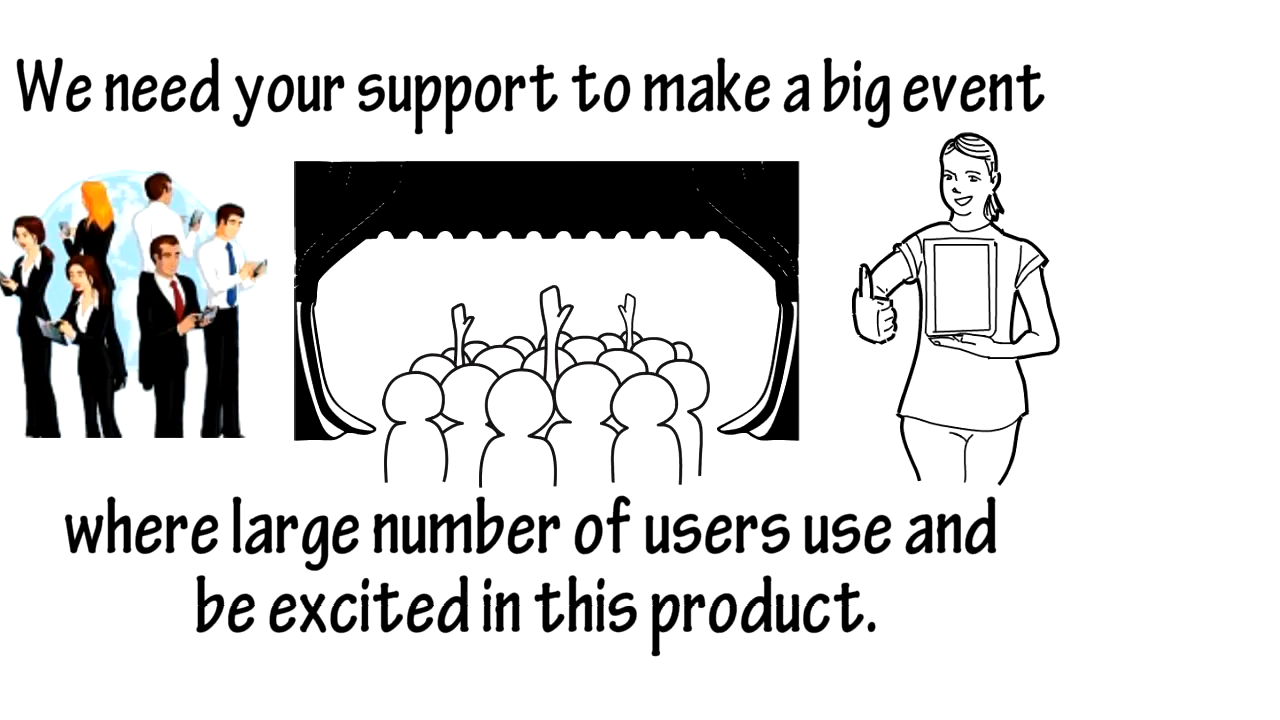 We need your support to make a big event
where large number of users use and
be excited in this product.